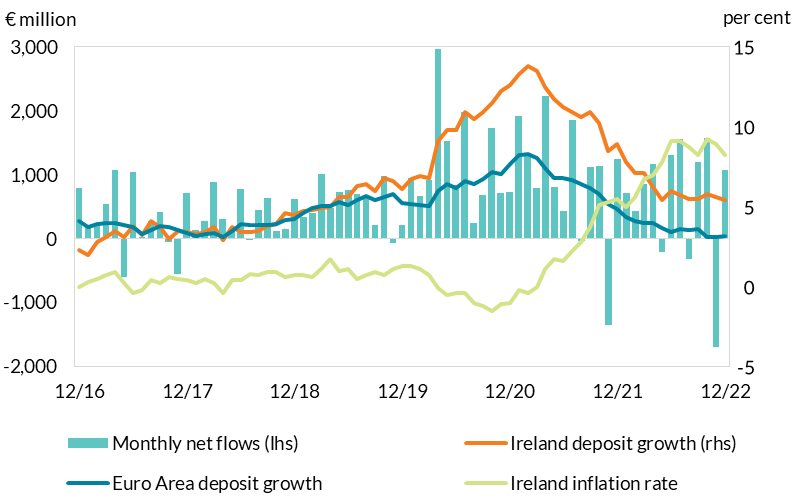 € million per cent
3,000 15
2,000 10
1,000 5
0 0
-1,000
-2,000 -5
12/16 12/17 12/18 12/19 12/20 12/21 12/22
Monthly net flows (lhs) Ireland deposit growth (rhs)
Euro Area deposit growth Ireland inflation rate